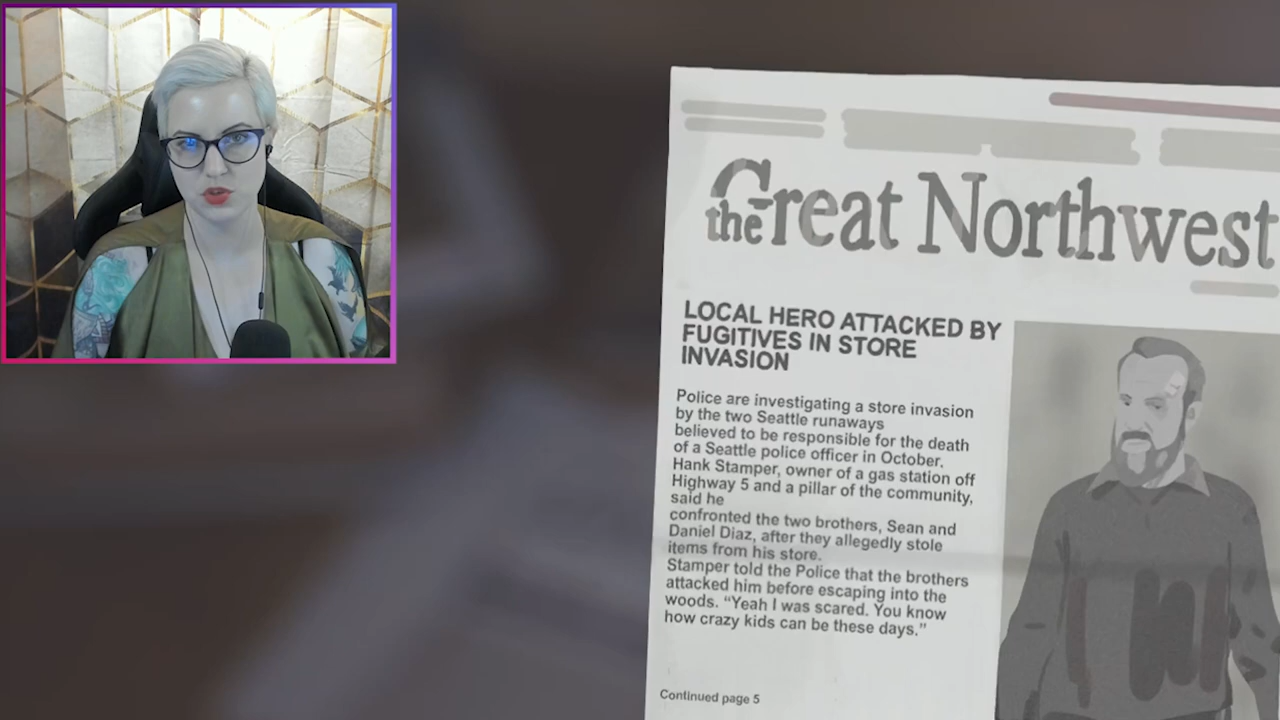 the Great Northwest
LOCAL HERO ATTACKED BY
FUGITIVES IN STORE
INVASION
Police are investigating a store invasion
by the two Seattle runaways
believed to be responsible for the death
of a Seattle police officer in October.
Hank Stamper, owner of a gas station off
Highway 5 and a pillar of the community,
said he
confronted the two brothers, Sean and
Daniel Diaz, after they allegedly stole
items from his store.
Stamper told the Police that the brothers
attacked him before escaping into the
woods. “Yeah I was scared. You know
how crazy kids can be these days.”
Continued page 5